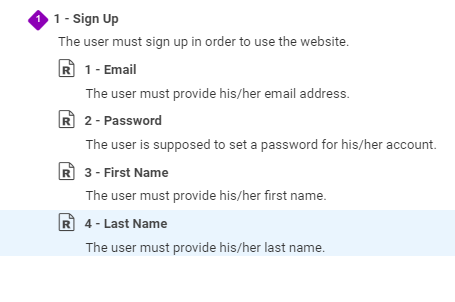 1 1 - Sign Up
The user must sign up in order to use the website.
R 1 - Email
The user must provide his/her email address.
R 2 - Password
The user is supposed to set a password for his/her account.
R 3 - First Name
The user must provide his/her first name.
R 4 - Last Name
The user must provide his/her last name.